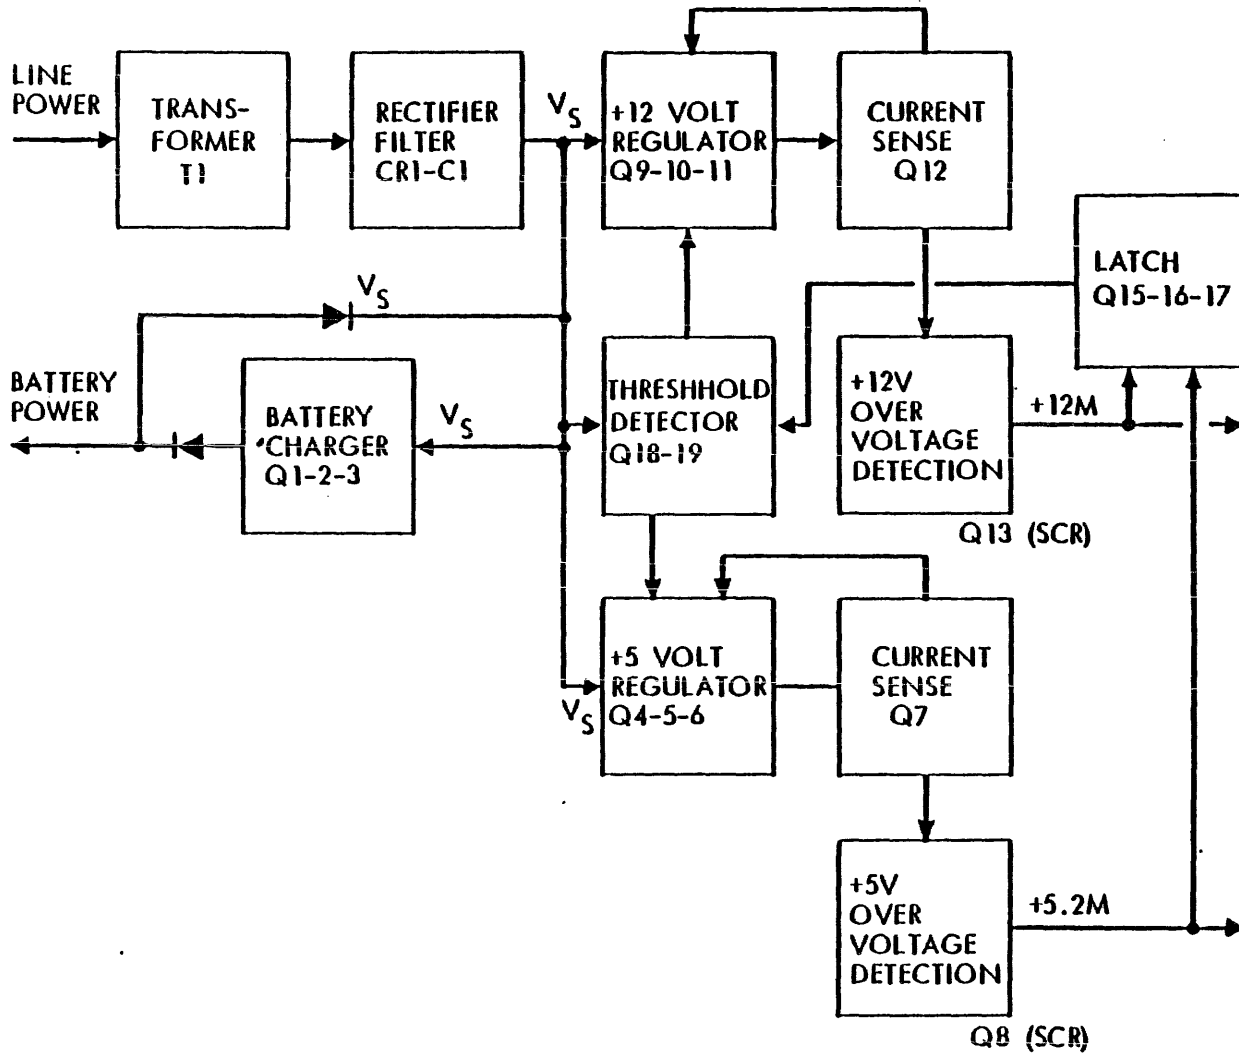 LINE
POWER
TRANS-
FORMER
T1
RECTIFIER
FILTER
CR1-C1
VS
+12 VOLT
REGULATOR
Q9-10-11
CURRENT
SENSE
Q12
LATCH
Q15-16-17
VS
BATTERY
POWER
BATTERY
CHARGER
Q1-2-3
VS
THRESHHOLD
DETECTOR
Q18-19
+12V
OVER
VOLTAGE
DETECTION
+12M
Q13 (SCR)
+5 VOLT
REGULATOR
Q4-5-6
VS
CURRENT
SENSE
Q7
+5V
OVER
VOLTAGE
DETECTION
+5.2M
Q8 (SCR)